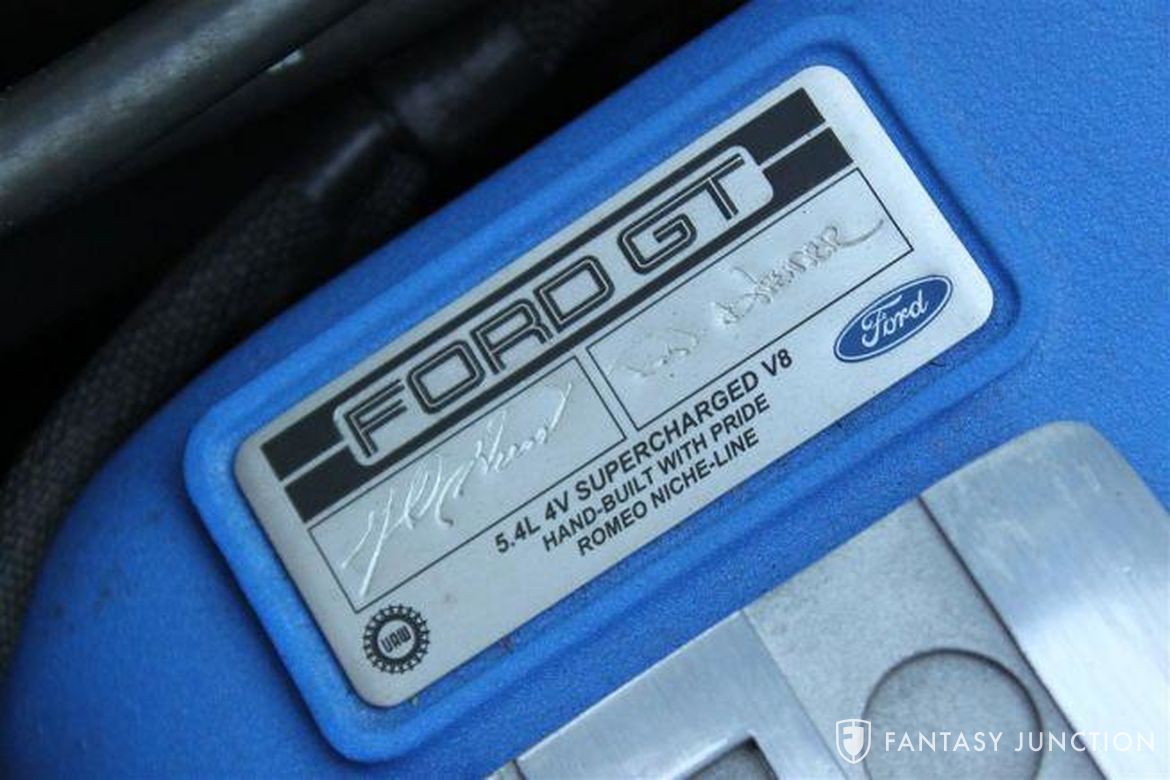 FORD GT
5.4L 4V SUPERCHARGED V8
HAND-BUILT WITH PRIDE
ROMEO NICHE-LINE
Ford
UAW
FANTASY JUNCTION